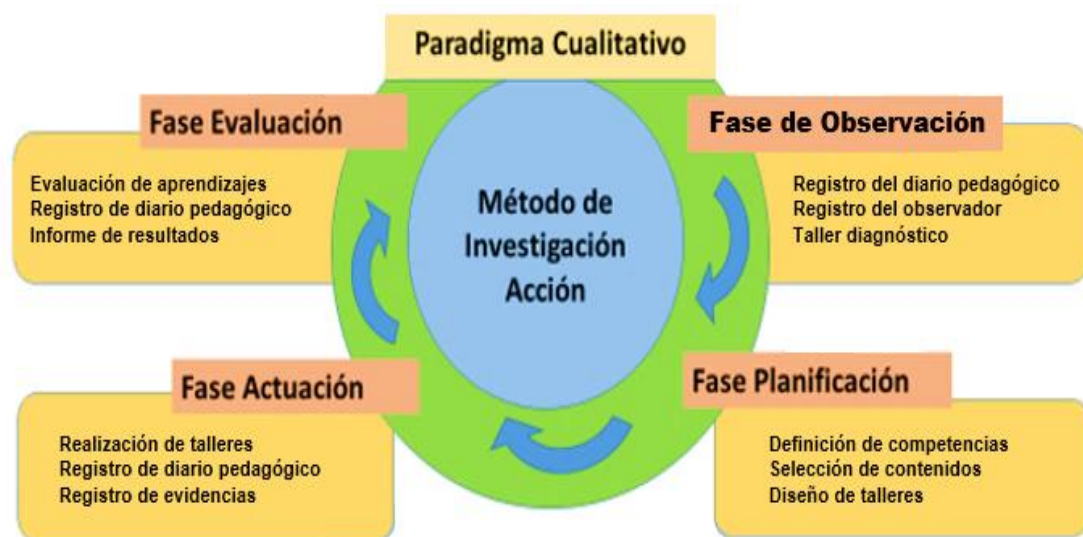 Paradigma Cualitativo
Fase Evaluación
Evaluación de aprendizajes
Registro de diario pedagógico
Informe de resultados
Fase de Observación
Registro del diario pedagógico
Registro del observador
Taller diagnóstico
Método de
Investigación
Acción
Fase Actuación
Realización de talleres
Registro de diario pedagógico
Registro de evidencias
Fase Planificación
Definición de competencias
Selección de contenidos
Diseño de talleres